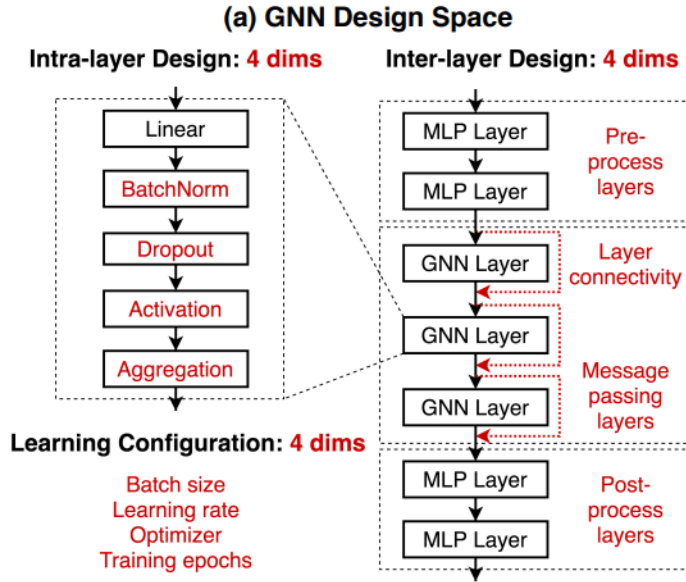 (a) GNN Design Space
Intra-layer Design: 4 dims
Linear
BatchNorm
Dropout
Activation
Aggregation
Learning Configuration: 4 dims
Batch size
Learning rate
Optimizer
Training epochs
Inter-layer Design: 4 dims
MLP Layer
MLP Layer
Pre-
process
layers
GNN Layer
Layer
connectivity
GNN Layer
GNN Layer
Message
passing
layers
MLP Layer
MLP Layer
Post-
process
layers